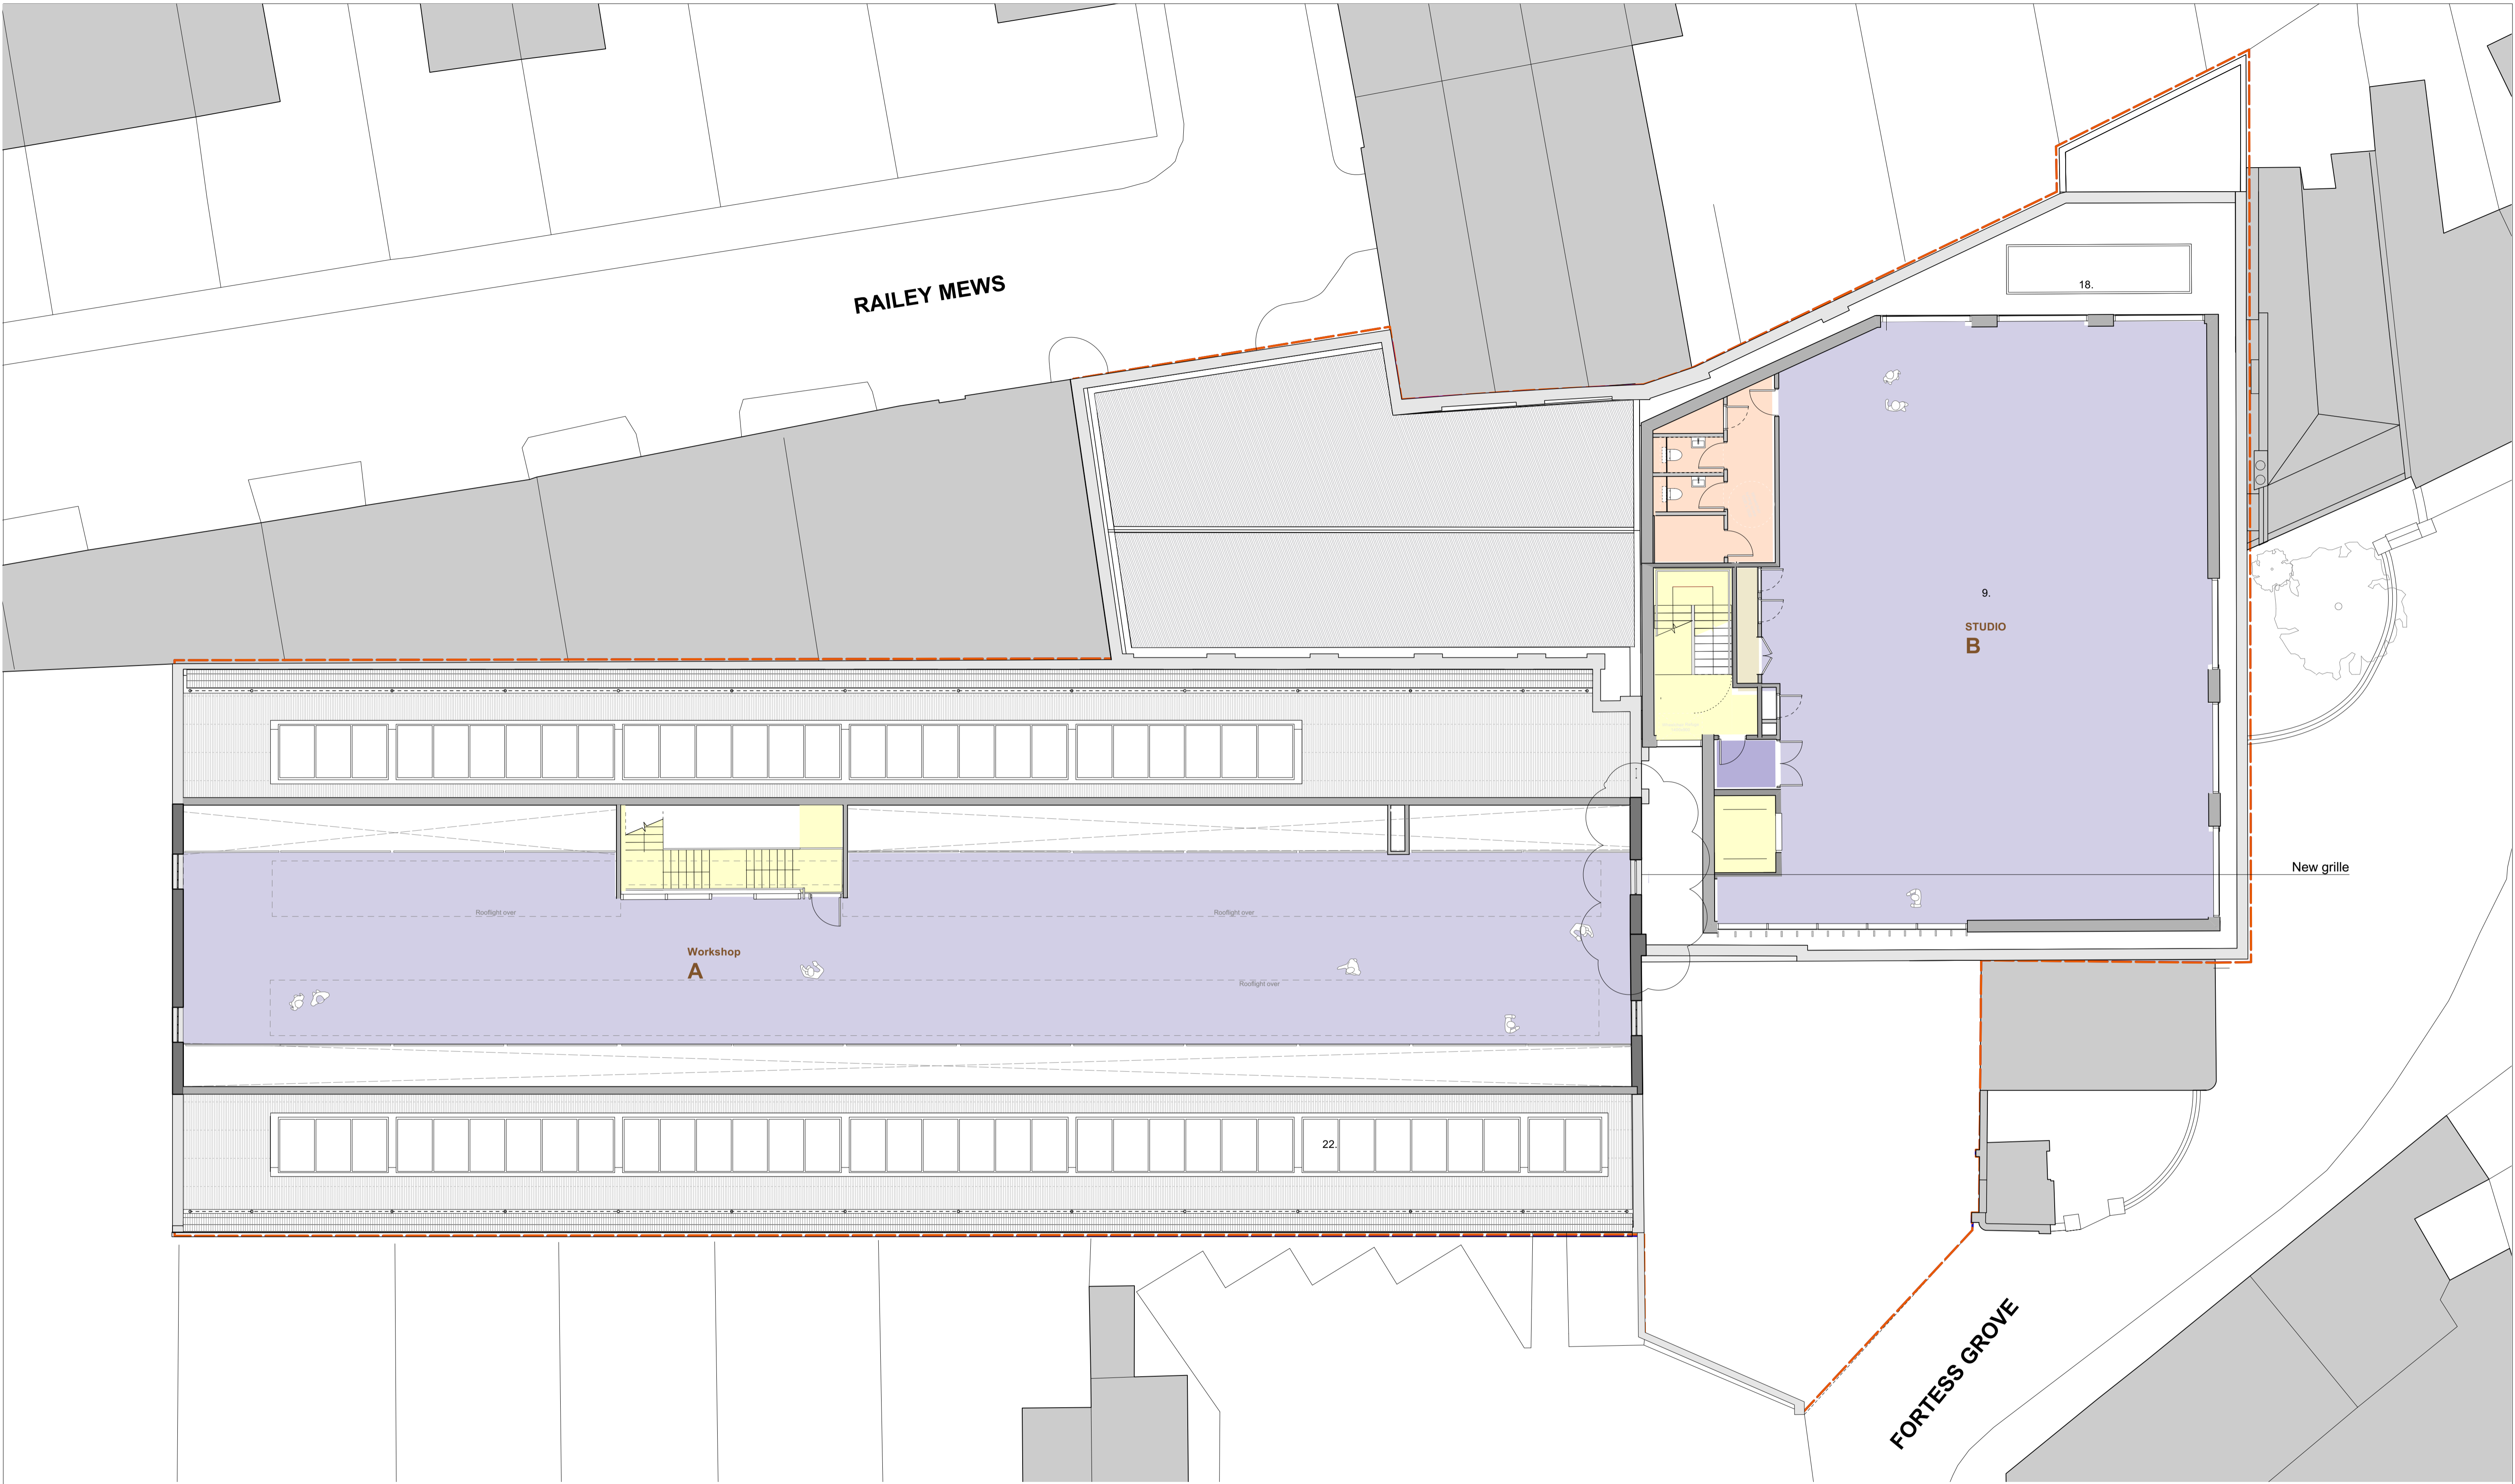 RAILEY MEWS
18.
9.
STUDIO
B
New grille
Rooflight over
Rooflight over
Workshop
A
Rooflight over
22.
FORTESS GROVE